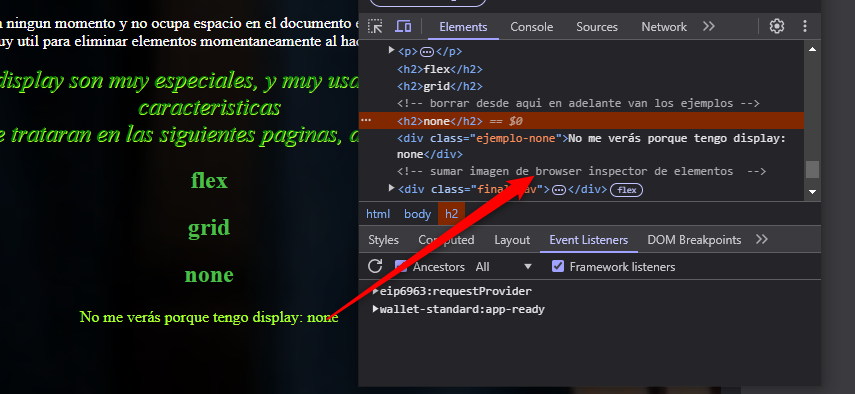 n ningun momento y no ocupa espacio en el documento e
uy util para eliminar elementos momentaneamente al hac
display son muy especiales, y muy usa
caracteristicas
e trataran en las siguientes paginas, a
flex
grid
none
No me verás porque tengo display: none
Elements Console Sources Network
<p> </p>
<h2>flex</h2>
<h2>grid</h2>
<!-- borrar desde aqui en adelante van los ejemplos -->
<h2>none</h2> == $0
<div class="ejemplo-none">No me verás porque tengo display:
none</div>
<!-- sumar imagen de browser inspector de elementos -->
<div class="final av"> </div> flex
html body h2
Styles Computed Layout Event Listeners DOM Breakpoints
Ancestors All Framework listeners
eip6963:requestProvider
wallet-standard:app-ready